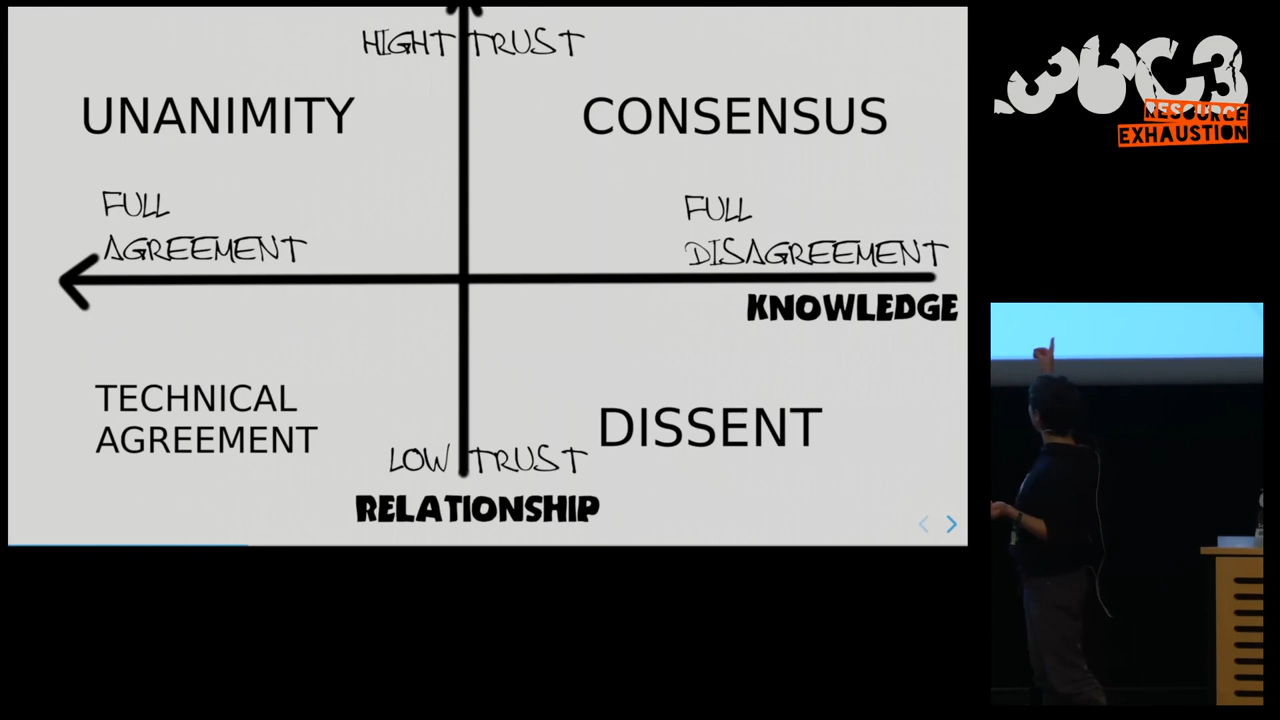 HIGHT TRUST
UNANIMITY
CONSENSUS
FULL
AGREEMENT
FULL
DISAGREEMENT
KNOWLEDGE
TECHNICAL
AGREEMENT
DISSENT
LOW TRUST
RELATIONSHIP
36C3
RESOURCE
EXHAUSTION